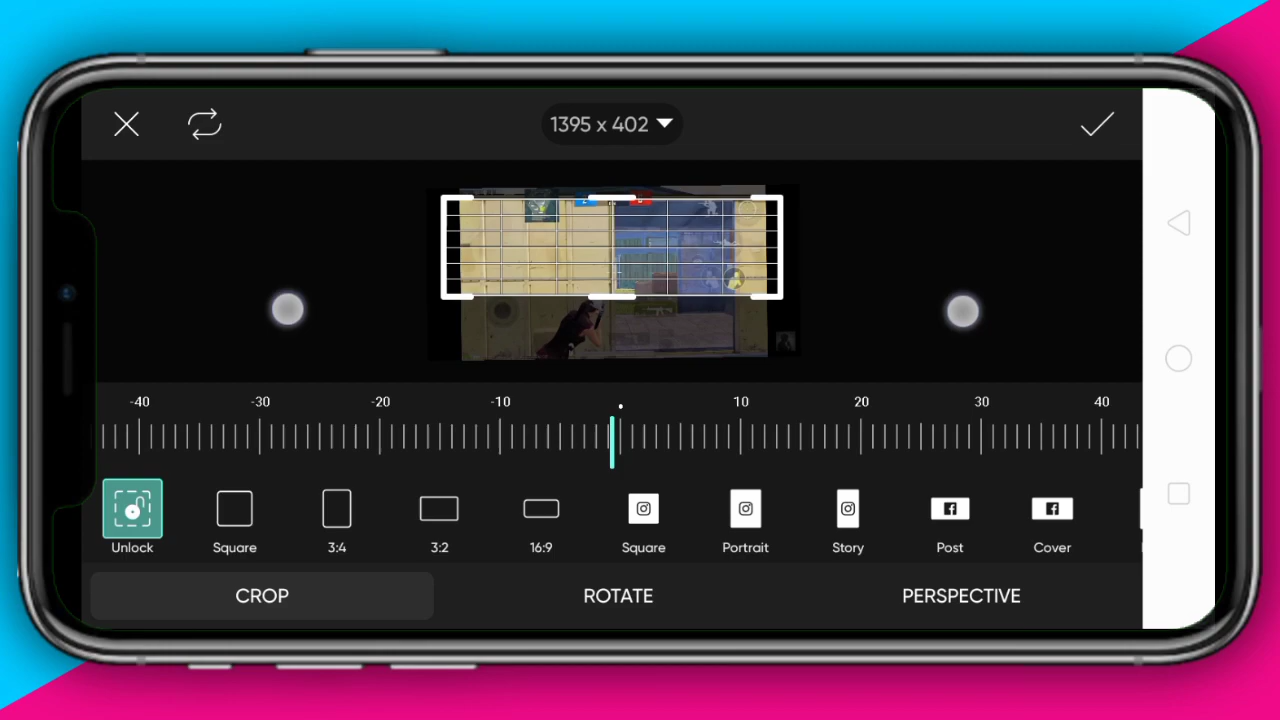 1395 x 402
-40 -30 -20 -10 10 20 30 40
Unlock Square 3:4 3:2 16:9 Square Portrait Story Post Cover
CROP ROTATE PERSPECTIVE